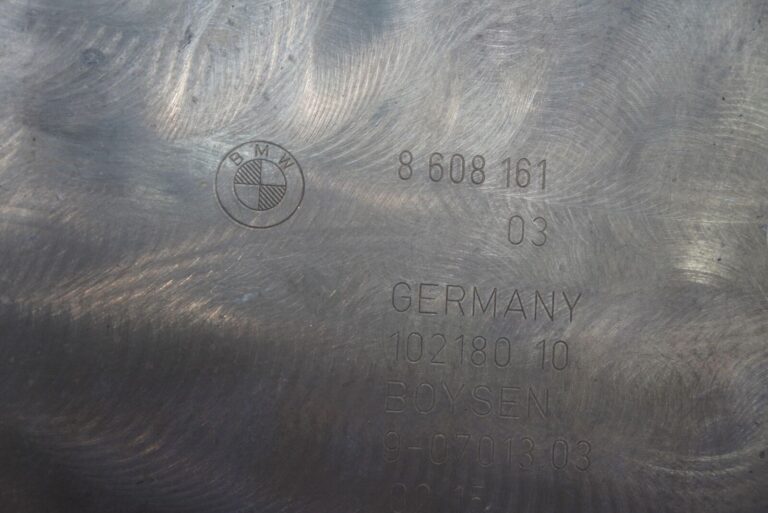 BMW
8 608 161
03
GERMANY
102180 10
BOYSEN
9-07013 03